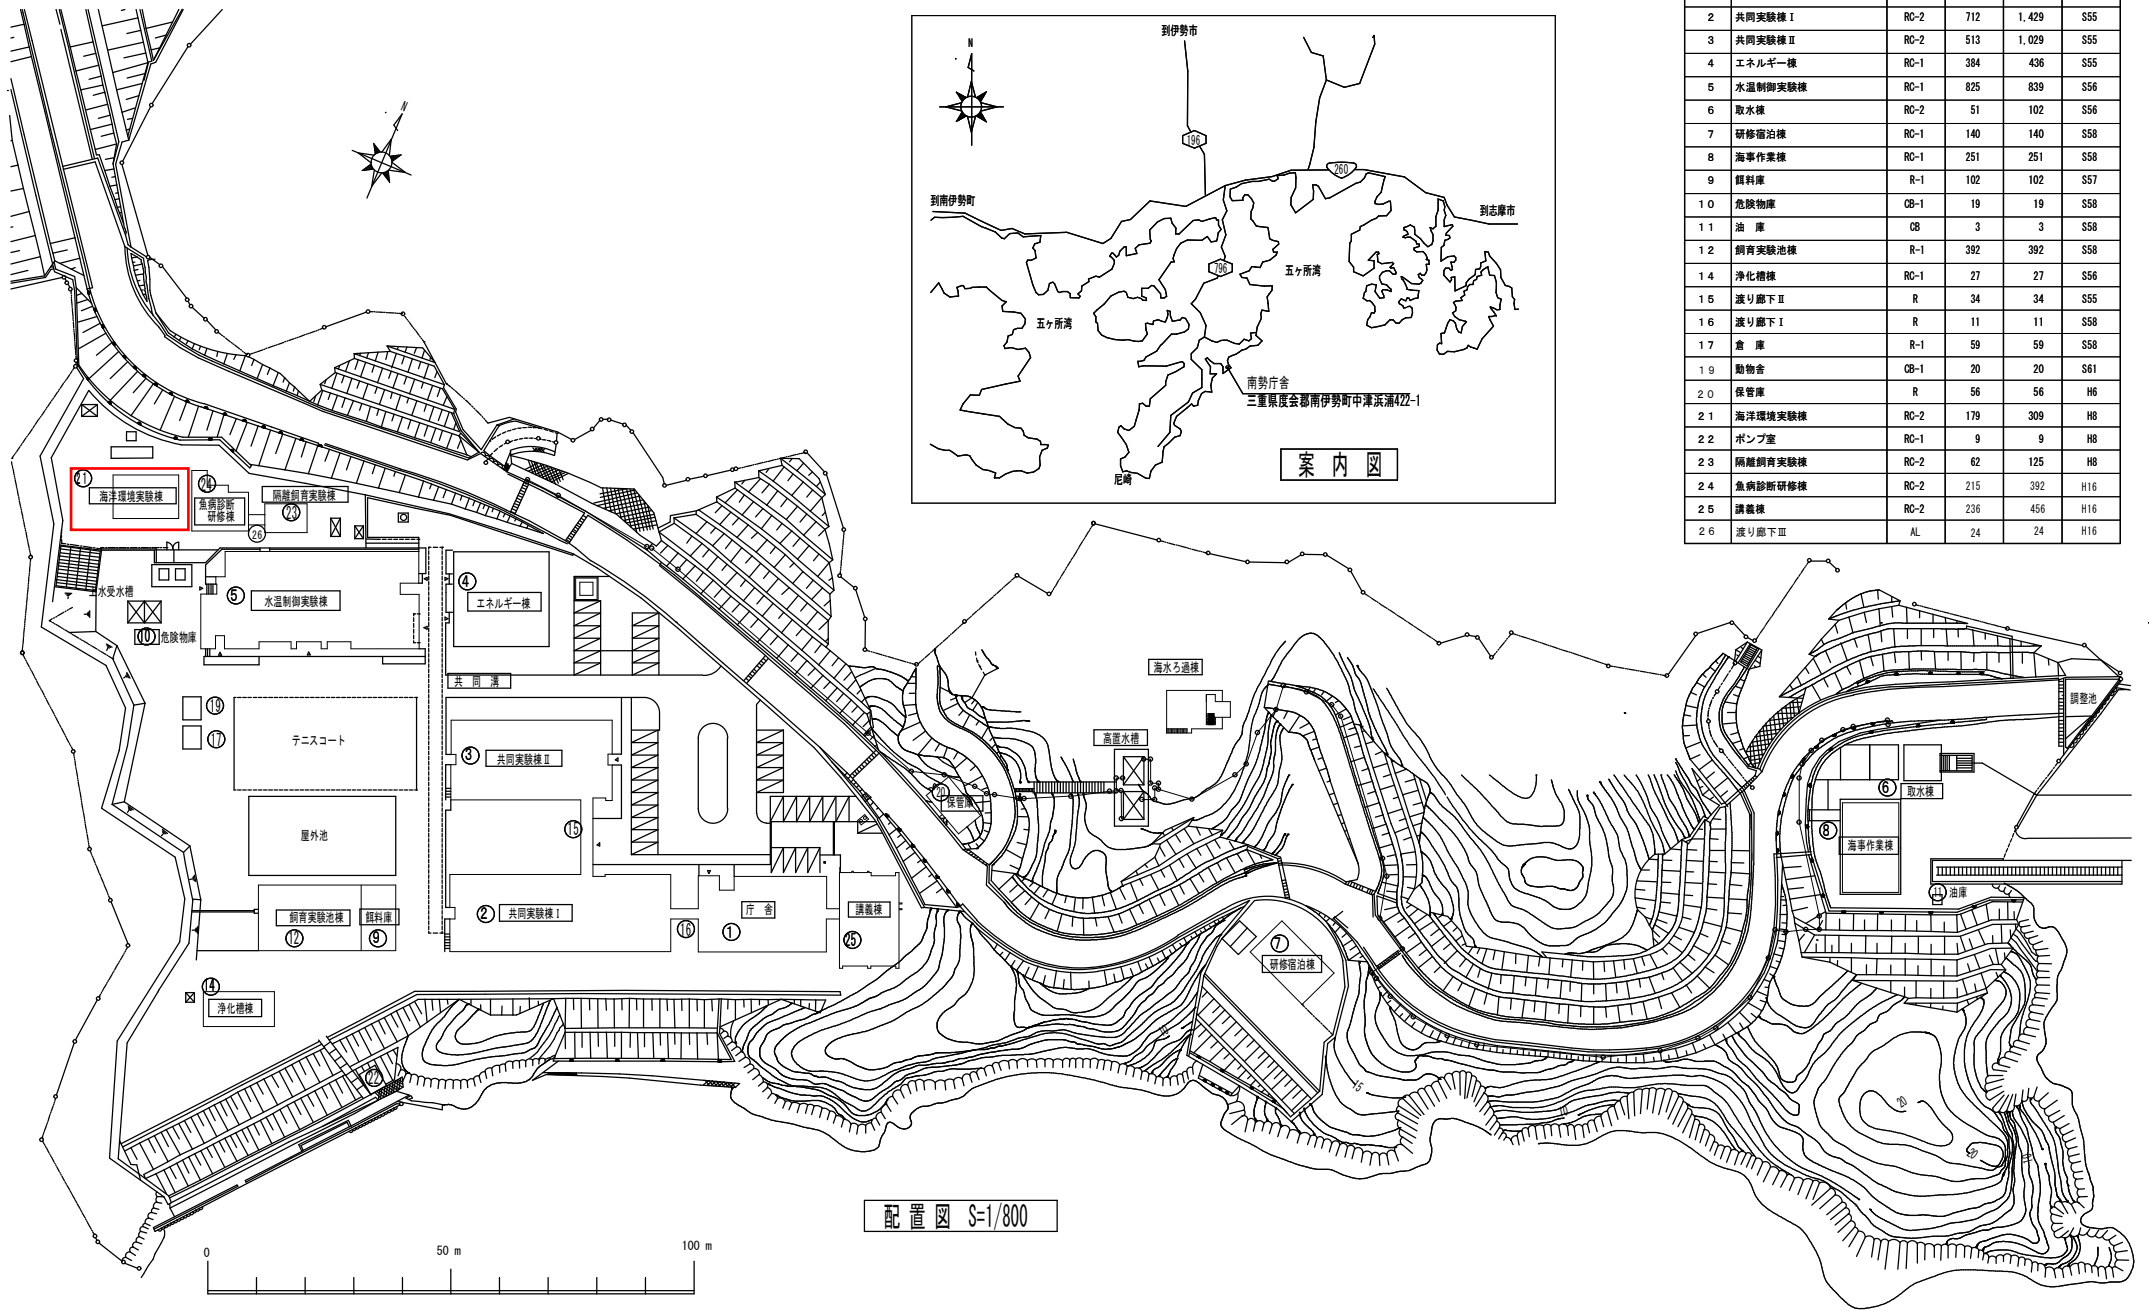 2 共同実験棟Ⅰ RC-2 712 1,429 S55
3 共同実験棟Ⅱ RC-2 513 1,029 S55
4 エネルギー棟 RC-1 384 436 S55
5 水温制御実験棟 RC-1 825 839 S56
6 取水棟 RC-2 51 102 S56
7 研修宿泊棟 RC-1 140 140 S58
8 海事作業棟 RC-1 251 251 S58
9 餌料庫 R-1 102 102 S57
10 危険物庫 CB-1 19 19 S58
11 油 庫 CB 3 3 S58
12 飼育実験池棟 R-1 392 392 S58
14 浄化槽棟 RC-1 27 27 S56
15 渡り廊下Ⅱ R 34 34 S55
16 渡り廊下Ⅰ R 11 11 S58
17 倉 庫 R-1 59 59 S58
19 動物舎 CB-1 20 20 S61
20 保管庫 R 56 56 H6
21 海洋環境実験棟 RC-2 179 309 H8
22 ポンプ室 RC-1 9 9 H8
23 隔離飼育実験棟 RC-2 62 125 H8
24 魚病診断研修棟 RC-2 215 392 H16
25 講義棟 RC-2 236 456 H16
26 渡り廊下Ⅲ AL 24 24 H16
N
到伊勢市
196
260
到南伊勢町
到志摩市
796
五ヶ所湾
五ヶ所湾
南勢庁舎
三重県度会郡南伊勢町中津浜浦422-1
尼崎
案 内 図
N
21
海洋環境実験棟
24
魚病診断
研修棟
隔離飼育実験棟
23
26
水受水槽
10 危険物庫
5
水温制御実験棟
4
エネルギー棟
共 同 溝
19
17
テニスコート
屋外池
3
共同実験棟Ⅱ
15
2
共同実験棟Ⅰ
16
庁 舎
1
講義棟
25
飼育実験池棟
12
餌料庫
9
14
浄化槽棟
22
20
保管庫
海水ろ過棟
高置水槽
7
研修宿泊棟
調整池
6
取水棟
8
海事作業棟
11 油庫
10
15
10
20
20
10
配 置 図 S=1/800
0 50 m 100 m